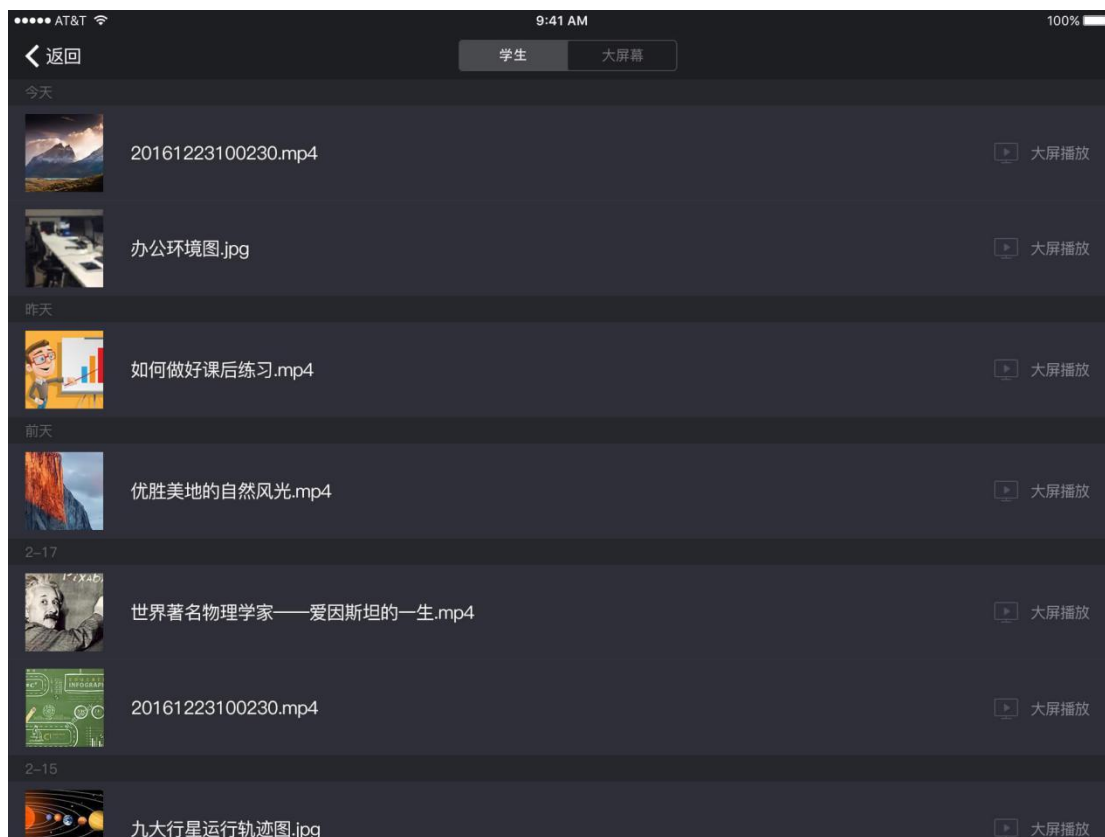 AT&T 9:41 AM 100%
返回 学生 大屏幕
今天
20161223100230.mp4 大屏播放
办公环境图.jpg 大屏播放
昨天
如何做好课后练习.mp4 大屏播放
前天
优胜美地的自然风光.mp4 大屏播放
2-17
世界著名物理学家——爱因斯坦的一生.mp4 大屏播放
20161223100230.mp4 大屏播放
2-15
九大行星运行轨迹图.jpg 大屏播放